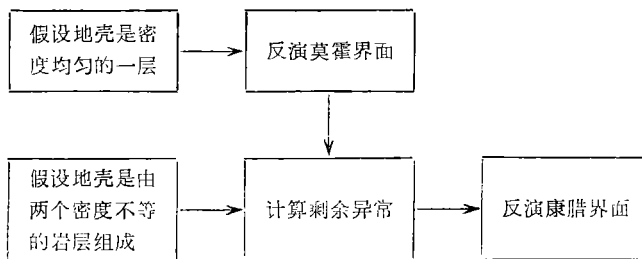 假设地壳是密
度均匀的一层
反演莫霍界面
假设地壳是由
两个密度不等
的岩层组成
计算剩余异常
反演康腊界面